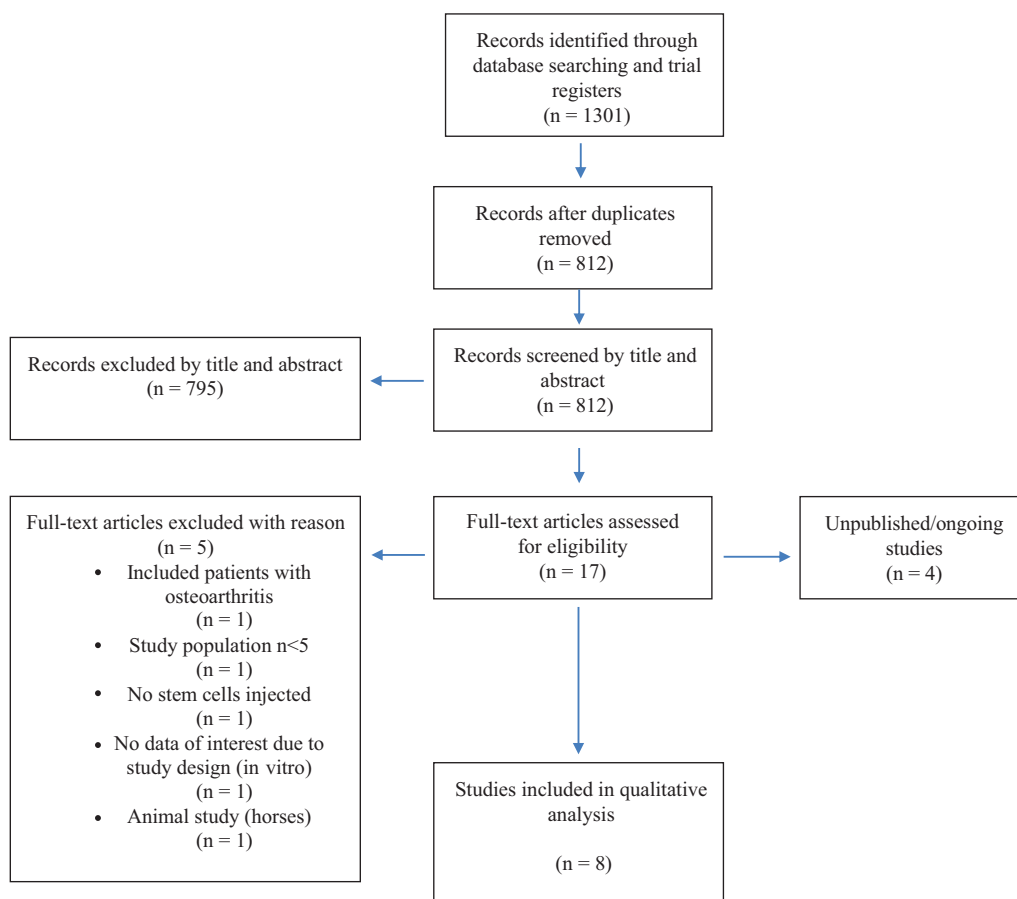 Records identified through
database searching and trial
registers
(n = 1301)
Records after duplicates
removed
(n = 812)
Records screened by title and
abstract
(n = 812)
Records excluded by title and abstract
(n = 795)
Full-text articles assessed
for eligibility
(n = 17)
Full-text articles excluded with reason
(n = 5)
• Included patients with
osteoarthritis
(n = 1)
• Study population n<5
(n = 1)
• No stem cells injected
(n = 1)
• No data of interest due to
study design (in vitro)
(n = 1)
• Animal study (horses)
(n = 1)
Unpublished/ongoing
studies
(n = 4)
Studies included in qualitative
analysis
(n = 8)